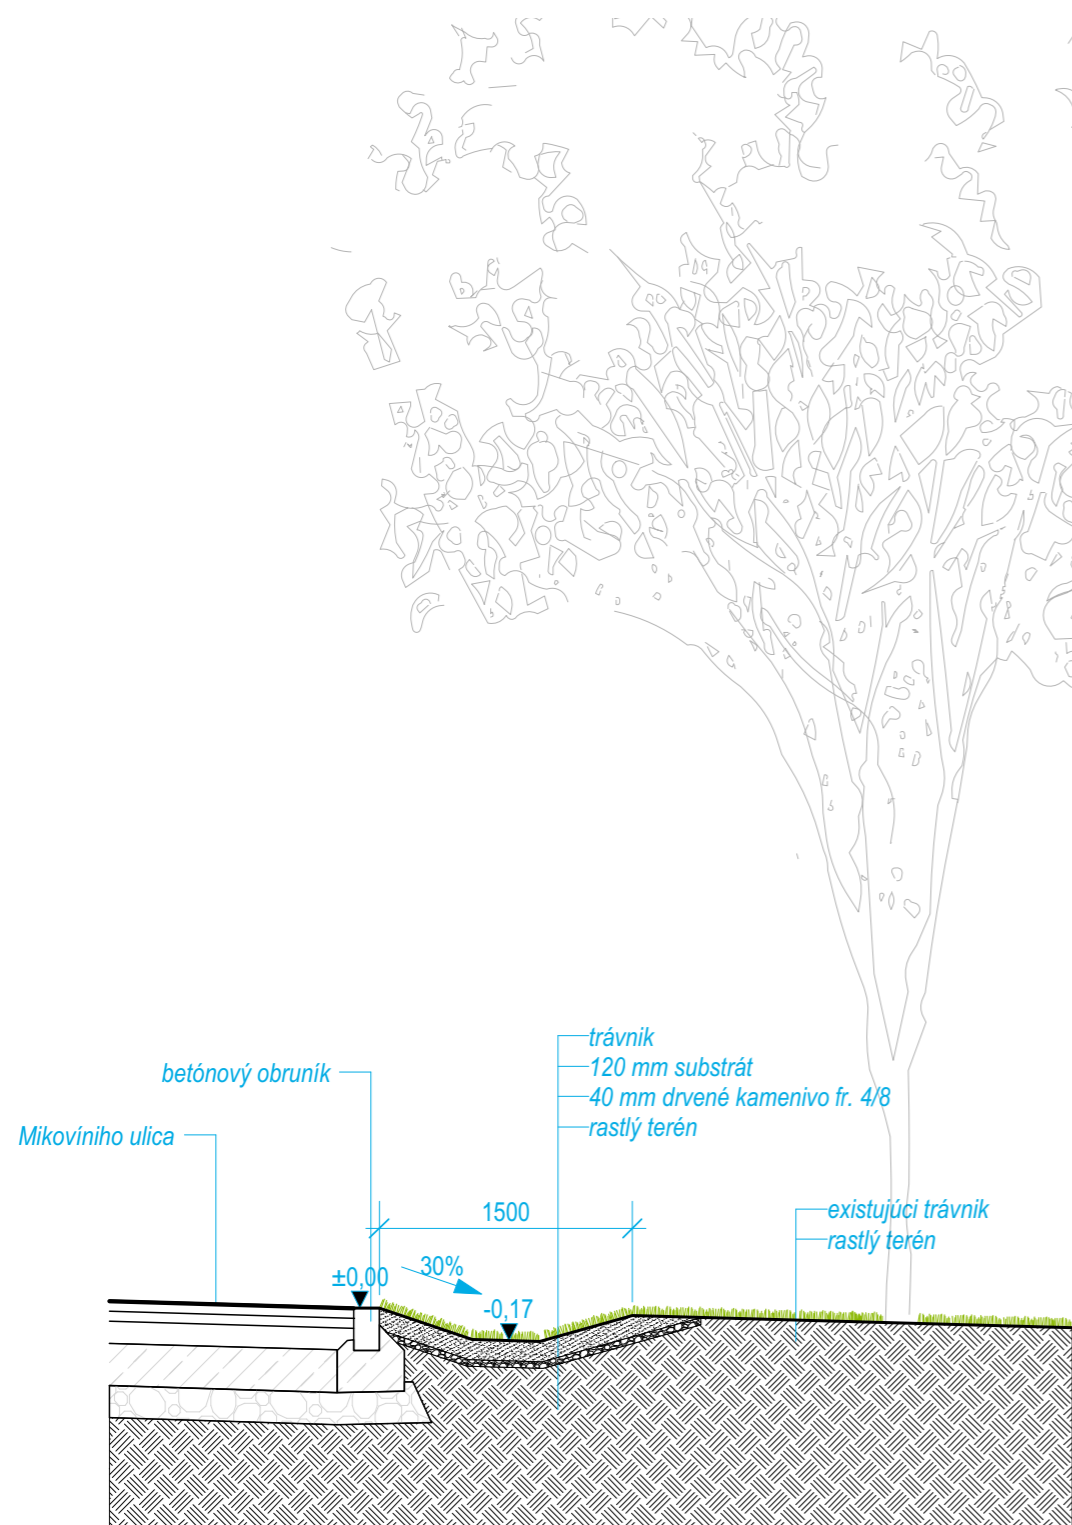 trávnik
120 mm substrát
40 mm drvené kamenivo fr. 4/8
rastlý terén
betónový obruník
Mikovíniho ulica
1500
existujúci trávnik
rastlý terén
30%
±0,00
-0,17